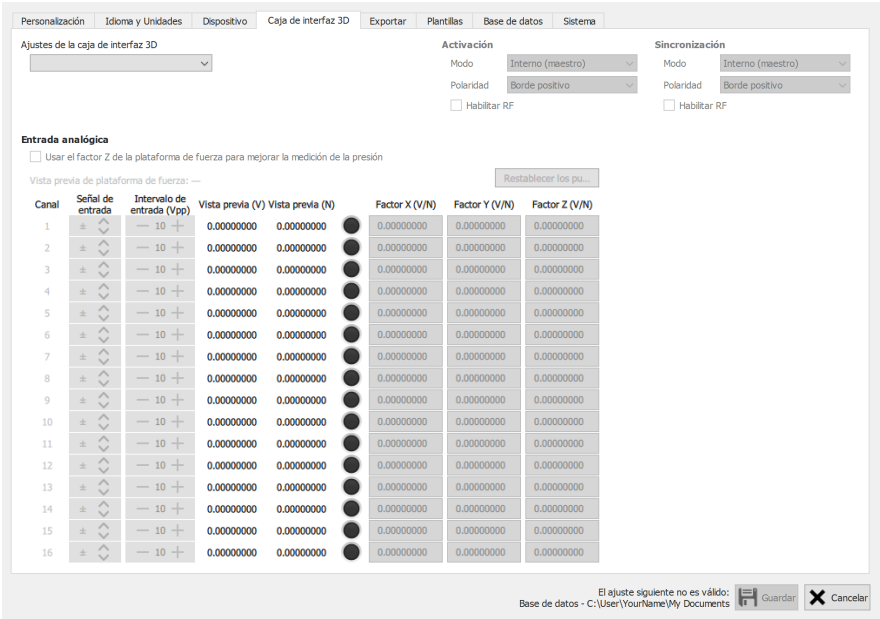 Personalización Idioma y Unidades Dispositivo Caja de interfaz 3D Exportar Plantillas Base de datos Sistema
Ajustes de la caja de interfaz 3D
Activación
Modo Interno (maestro)
Polaridad Borde positivo
Habilitar RF
Sincronización
Modo Interno (maestro)
Polaridad Borde positivo
Habilitar RF
Entrada analógica
Usar el factor Z de la plataforma de fuerza para mejorar la medición de la presión
Vista previa de plataforma de fuerza: —
Restablecer los pu...
Canal Señal de entrada Intervalo de entrada (Vpp) Vista previa (V) Vista previa (N) Factor X (V/N) Factor Y (V/N) Factor Z (V/N)
1 ± — 10 + 0.00000000 0.00000000 0.00000000 0.00000000 0.00000000
2 ± — 10 + 0.00000000 0.00000000 0.00000000 0.00000000 0.00000000
3 ± — 10 + 0.00000000 0.00000000 0.00000000 0.00000000 0.00000000
4 ± — 10 + 0.00000000 0.00000000 0.00000000 0.00000000 0.00000000
5 ± — 10 + 0.00000000 0.00000000 0.00000000 0.00000000 0.00000000
6 ± — 10 + 0.00000000 0.00000000 0.00000000 0.00000000 0.00000000
7 ± — 10 + 0.00000000 0.00000000 0.00000000 0.00000000 0.00000000
8 ± — 10 + 0.00000000 0.00000000 0.00000000 0.00000000 0.00000000
9 ± — 10 + 0.00000000 0.00000000 0.00000000 0.00000000 0.00000000
10 ± — 10 + 0.00000000 0.00000000 0.00000000 0.00000000 0.00000000
11 ± — 10 + 0.00000000 0.00000000 0.00000000 0.00000000 0.00000000
12 ± — 10 + 0.00000000 0.00000000 0.00000000 0.00000000 0.00000000
13 ± — 10 + 0.00000000 0.00000000 0.00000000 0.00000000 0.00000000
14 ± — 10 + 0.00000000 0.00000000 0.00000000 0.00000000 0.00000000
15 ± — 10 + 0.00000000 0.00000000 0.00000000 0.00000000 0.00000000
16 ± — 10 + 0.00000000 0.00000000 0.00000000 0.00000000 0.00000000
El ajuste siguiente no es válido:
Base de datos - C:\User\YourName\My Documents
Guardar Cancelar